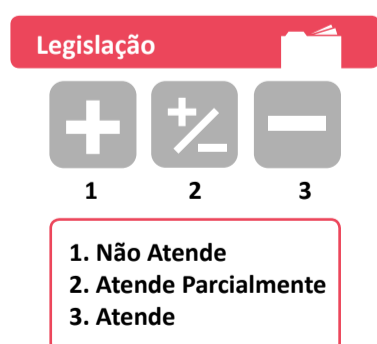 Legislação
1 2 3
1. Não Atende
2. Atende Parcialmente
3. Atende